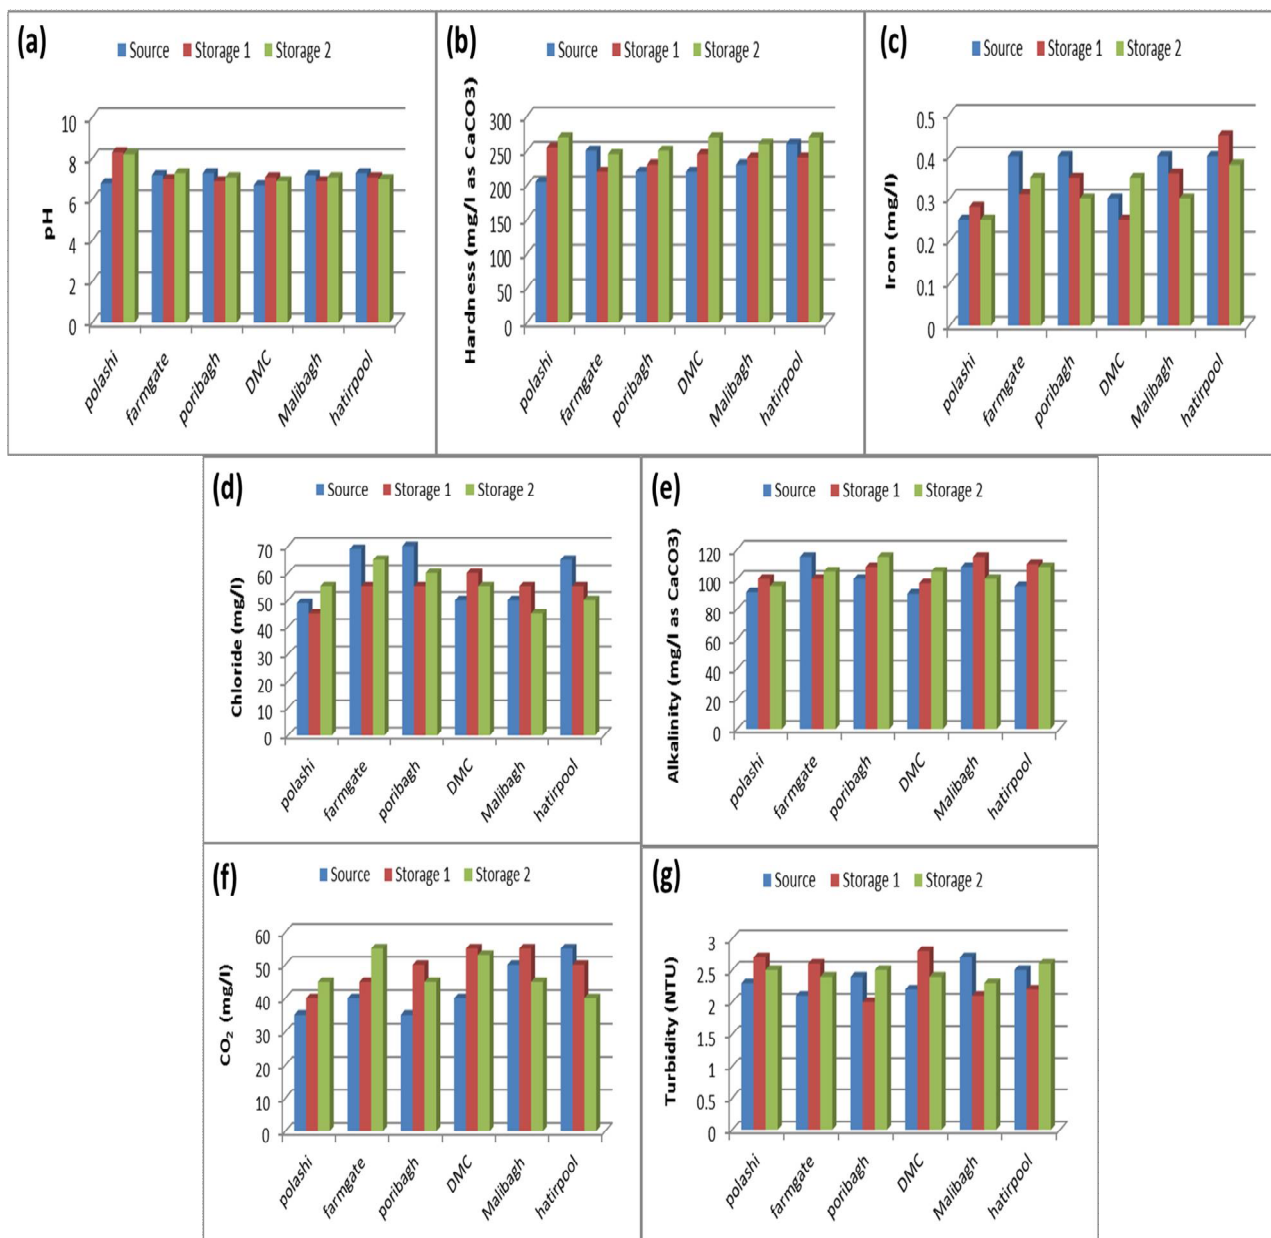 (a)
Source Storage 1 Storage 2
10
8
6
4
2
0
pH
polashi farmgate poribagh DMC Malibagh hatirpool
(b)
Source Storage 1 Storage 2
300
250
200
150
100
50
0
Hardness (mg/l as CaCO3)
polashi farmgate poribagh DMC Malibagh hatirpool
(c)
Source Storage 1 Storage 2
0.5
0.4
0.3
0.2
0.1
0
Iron (mg/l)
polashi farmgate poribagh DMC Malibagh hatirpool
(d)
Source Storage 1 Storage 2
70
60
50
40
30
20
10
0
Chloride (mg/l)
polashi farmgate poribagh DMC Malibagh hatirpool
(e)
Source Storage 1 Storage 2
120
100
80
60
40
20
0
Alkalinity (mg/l as CaCO3)
polashi farmgate poribagh DMC Malibagh hatirpool
(f)
Source Storage 1 Storage 2
60
50
40
30
20
10
0
CO₂ (mg/l)
polashi farmgate poribagh DMC Malibagh hatirpool
(g)
Source Storage 1 Storage 2
3
2.5
2
1.5
1
0.5
0
Turbidity (NTU)
polashi farmgate poribagh DMC Malibagh hatirpool